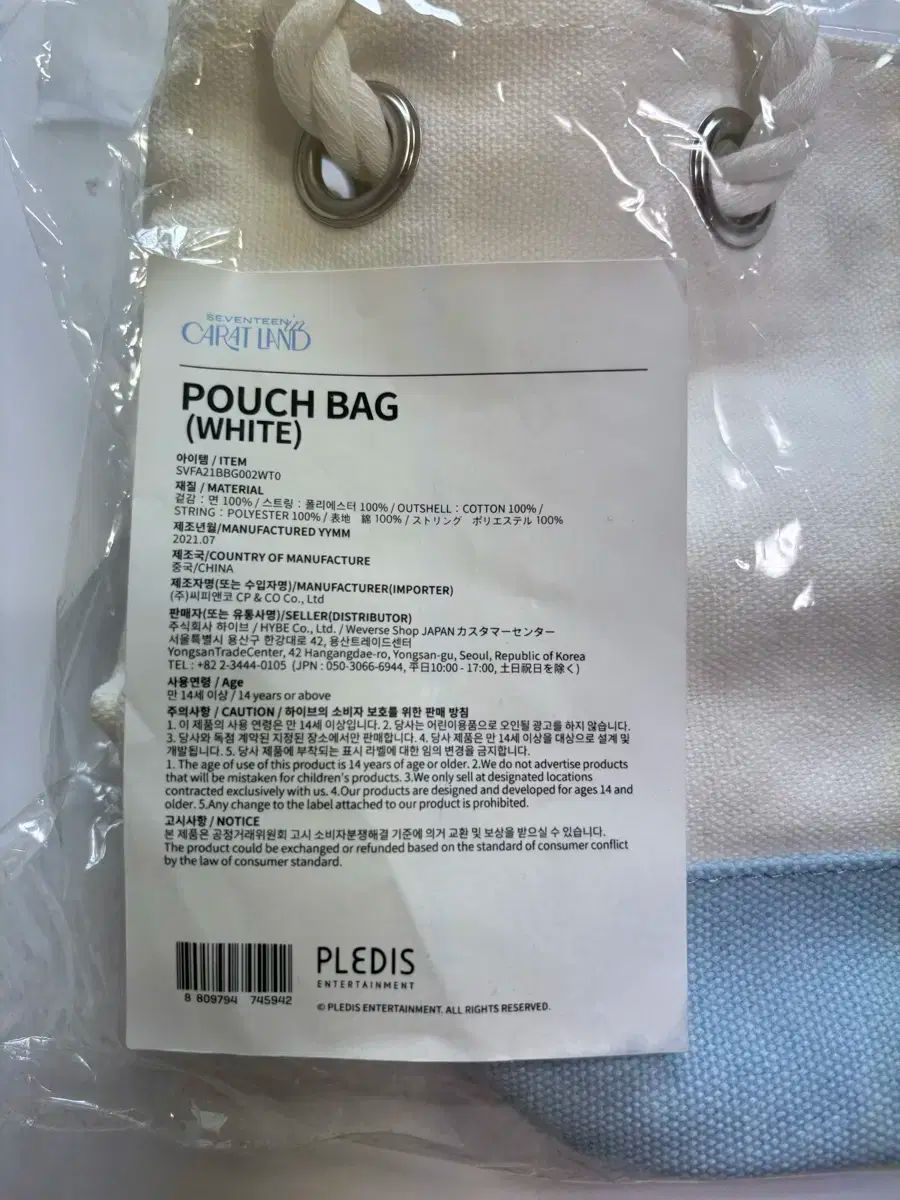 SEVENTEEN in
CARAT LAND
POUCH BAG
(WHITE)
아이템 / ITEM
SVFA21BBG002WT0
재질 / MATERIAL
겉감 : 면 100% / 스트링 : 폴리에스터 100% / OUTSHELL : COTTON 100% /
STRING : POLYESTER 100% / 表地 綿 100% / ストリング ポリエステル 100%
제조년월/MANUFACTURED YYMM
2021.07
제조국/COUNTRY OF MANUFACTURE
중국/CHINA
제조자명(또는 수입자명)/MANUFACTURER(IMPORTER)
(주)씨피앤코 CP & CO Co., Ltd
판매자(또는 유통사명)/SELLER(DISTRIBUTOR)
주식회사 하이브 / HYBE Co., Ltd. / Weverse Shop JAPAN カスタマーセンター
서울특별시 용산구 한강대로 42, 용산트레이드센터
YongsanTradeCenter, 42 Hangangdae-ro, Yongsan-gu, Seoul, Republic of Korea
TEL : +82 2-3444-0105 (JPN : 050-3066-6944, 平日10:00 - 17:00, 土日祝日を除く)
사용연령 / Age
만 14세 이상 / 14 years or above
주의사항 / CAUTION / 하이브의 소비자 보호를 위한 판매 방침
1. 이 제품의 사용 연령은 만 14세 이상입니다. 2. 당사는 어린이용품으로 오인될 광고를 하지 않습니다.
3. 당사와 독점 계약된 지정된 장소에서만 판매합니다. 4. 당사 제품은 만 14세 이상을 대상으로 설계 및
개발됩니다. 5. 당사 제품에 부착되는 표시 라벨에 대한 임의 변경을 금지합니다.
1. The age of use of this product is 14 years of age or older. 2.We do not advertise products
that will be mistaken for children's products. 3.We only sell at designated locations
contracted exclusively with us. 4.Our products are designed and developed for ages 14 and
older. 5.Any change to the label attached to our product is prohibited.
고시사항 / NOTICE
본 제품은 공정거래위원회 고시 소비자분쟁해결 기준에 의거 교환 및 보상을 받으실 수 있습니다.
The product could be exchanged or refunded based on the standard of consumer conflict
by the law of consumer standard.
8 809794 745942
PLEDIS
ENTERTAINMENT
© PLEDIS ENTERTAINMENT. ALL RIGHTS RESERVED.